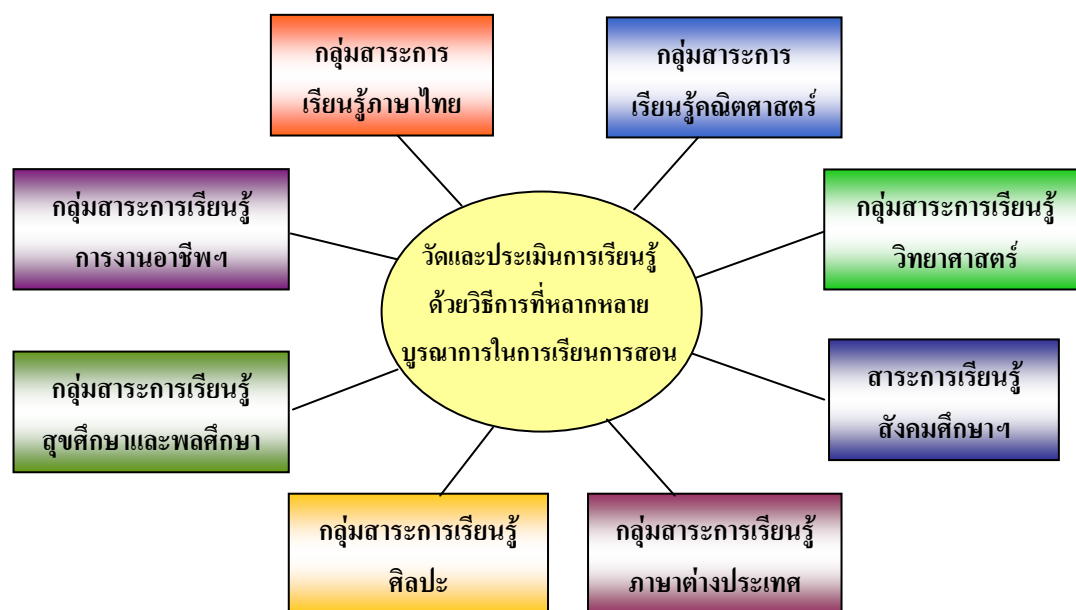 กลุ่มสาระการ
เรียนรู้ภาษาไทย
กลุ่มสาระการ
เรียนรู้คณิตศาสตร์
กลุ่มสาระการเรียนรู้
การงานอาชีพฯ
กลุ่มสาระการเรียนรู้
วิทยาศาสตร์
วัดและประเมินการเรียนรู้
ด้วยวิธีการที่หลากหลาย
บูรณาการในการเรียนการสอน
กลุ่มสาระการเรียนรู้
สุขศึกษาและพลศึกษา
สาระการเรียนรู้
สังคมศึกษาฯ
กลุ่มสาระการเรียนรู้
ศิลปะ
กลุ่มสาระการเรียนรู้
ภาษาต่างประเทศ